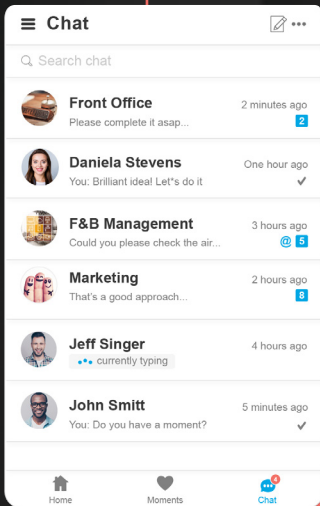 Chat
Search chat
Front Office 2 minutes ago
Please complete it asap... 2
Daniela Stevens One hour ago
You: Brilliant idea! Let*s do it
F&B Management 3 hours ago
Could you please check the air... @ 5
Marketing 2 hours ago
That's a good approach... 8
Jeff Singer 4 hours ago
currently typing
John Smitt 5 minutes ago
You: Do you have a moment?
4
Home Moments Chat